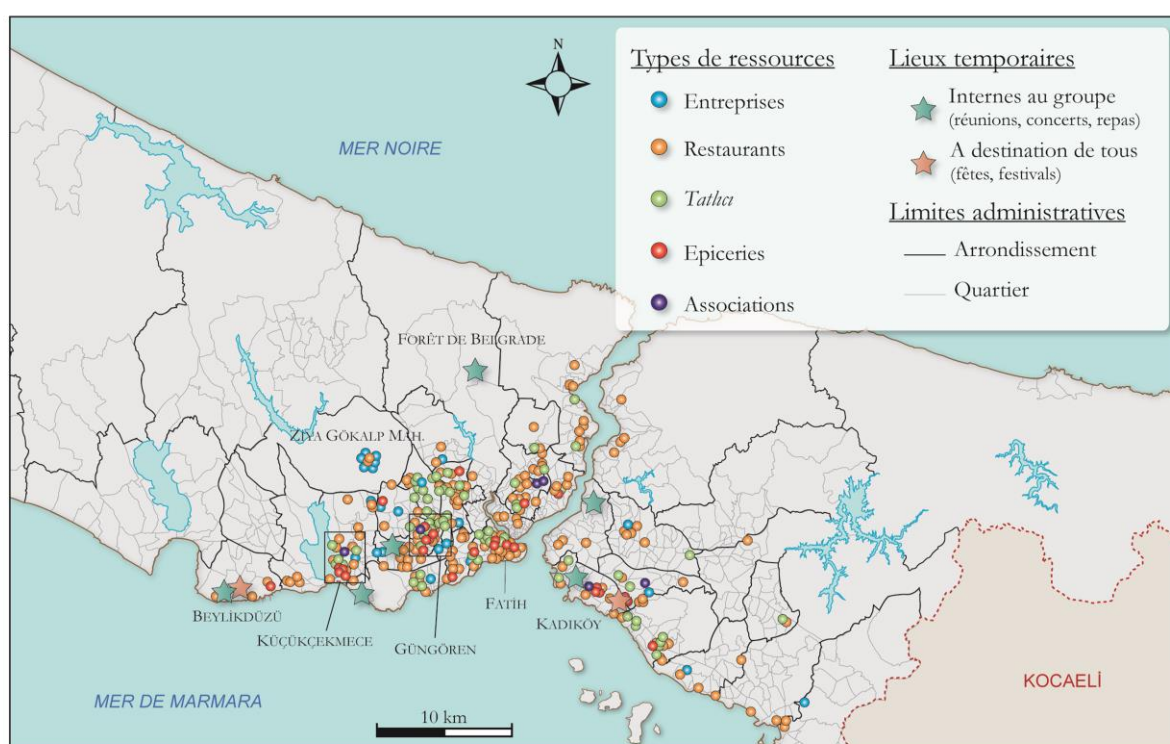 N
Types de ressources
Entreprises
Restaurants
Tatlıcı
Epiceries
Associations
Lieux temporaires
Internes au groupe
(réunions, concerts, repas)
A destination de tous
(fêtes, festivals)
Limites administratives
Arrondissement
Quartier
MER NOIRE
FORÊT DE BELGRADE
ZIYA GÖKALP MAH.
BEYLIKDÜZÜ
KÜÇÜKÇEKMECE
GÜNGÖREN
FATİH
KADIKÖY
MER DE MARMARA
10 km
KOCAELİ